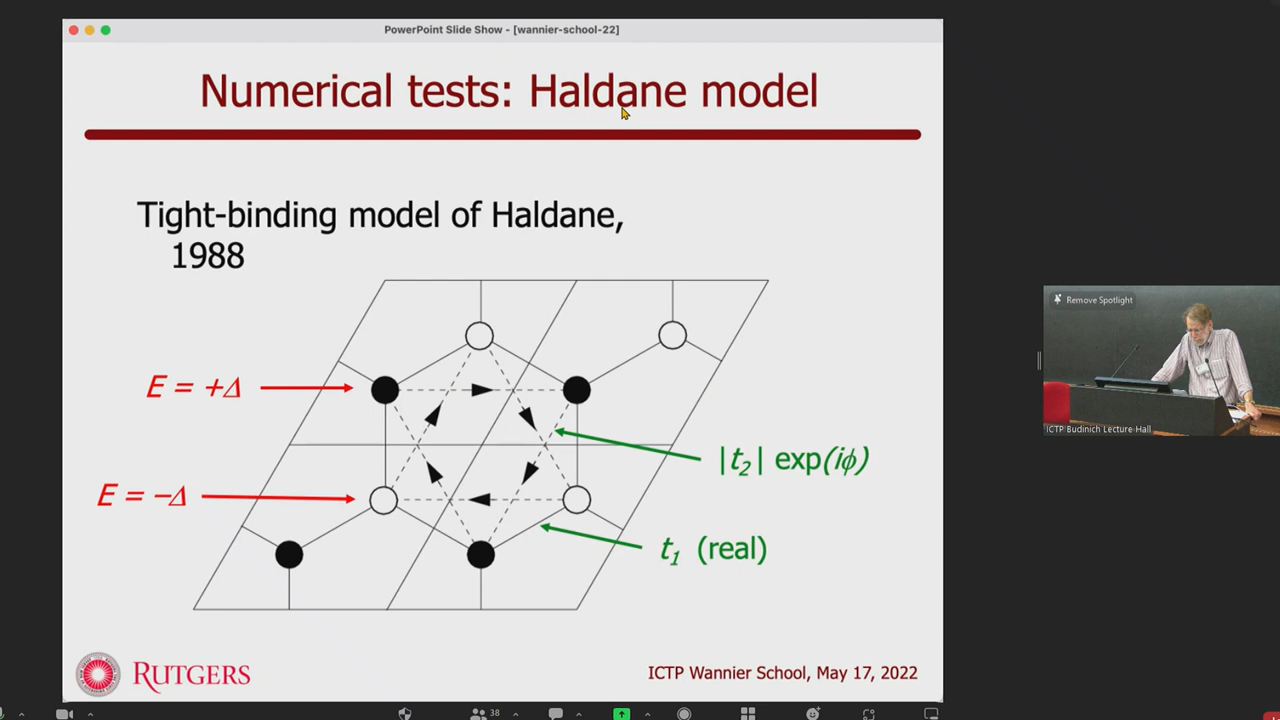 PowerPoint Slide Show - [wannier-school-22]
Numerical tests: Haldane model
Tight-binding model of Haldane,
1988
E = +Δ
|t₂| exp(iϕ)
E = −Δ
t₁ (real)
RUTGERS
ICTP Wannier School, May 17, 2022
Remove Spotlight
ICTP Budinich Lecture Hall
38